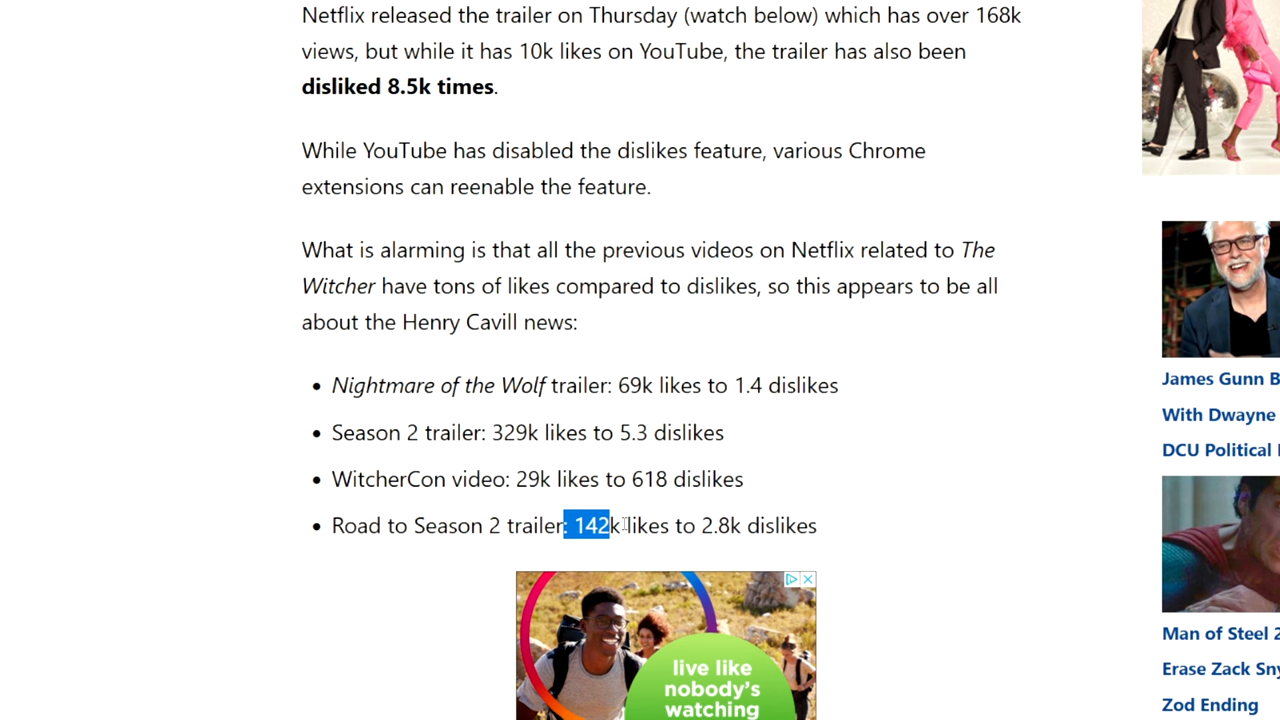 Netflix released the trailer on Thursday (watch below) which has over 168k
views, but while it has 10k likes on YouTube, the trailer has also been
disliked 8.5k times.
While YouTube has disabled the dislikes feature, various Chrome
extensions can reenable the feature.
What is alarming is that all the previous videos on Netflix related to The
Witcher have tons of likes compared to dislikes, so this appears to be all
about the Henry Cavill news:
• Nightmare of the Wolf trailer: 69k likes to 1.4 dislikes
• Season 2 trailer: 329k likes to 5.3 dislikes
• WitcherCon video: 29k likes to 618 dislikes
• Road to Season 2 trailer: 142k likes to 2.8k dislikes
live like
nobody's
watching
James Gunn B
With Dwayne
DCU Political
Man of Steel 2
Erase Zack Sny
Zod Ending